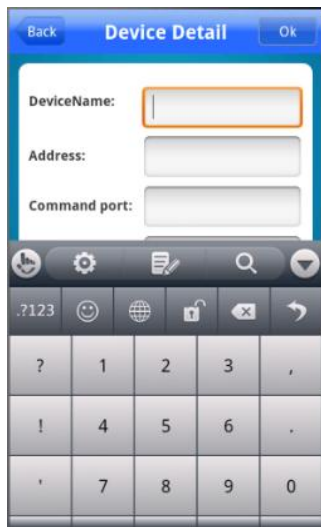 Back Device Detail Ok
DeviceName:
Address:
Command port:
.?123
? 1 2 3 ,
! 4 5 6 .
' 7 8 9 0